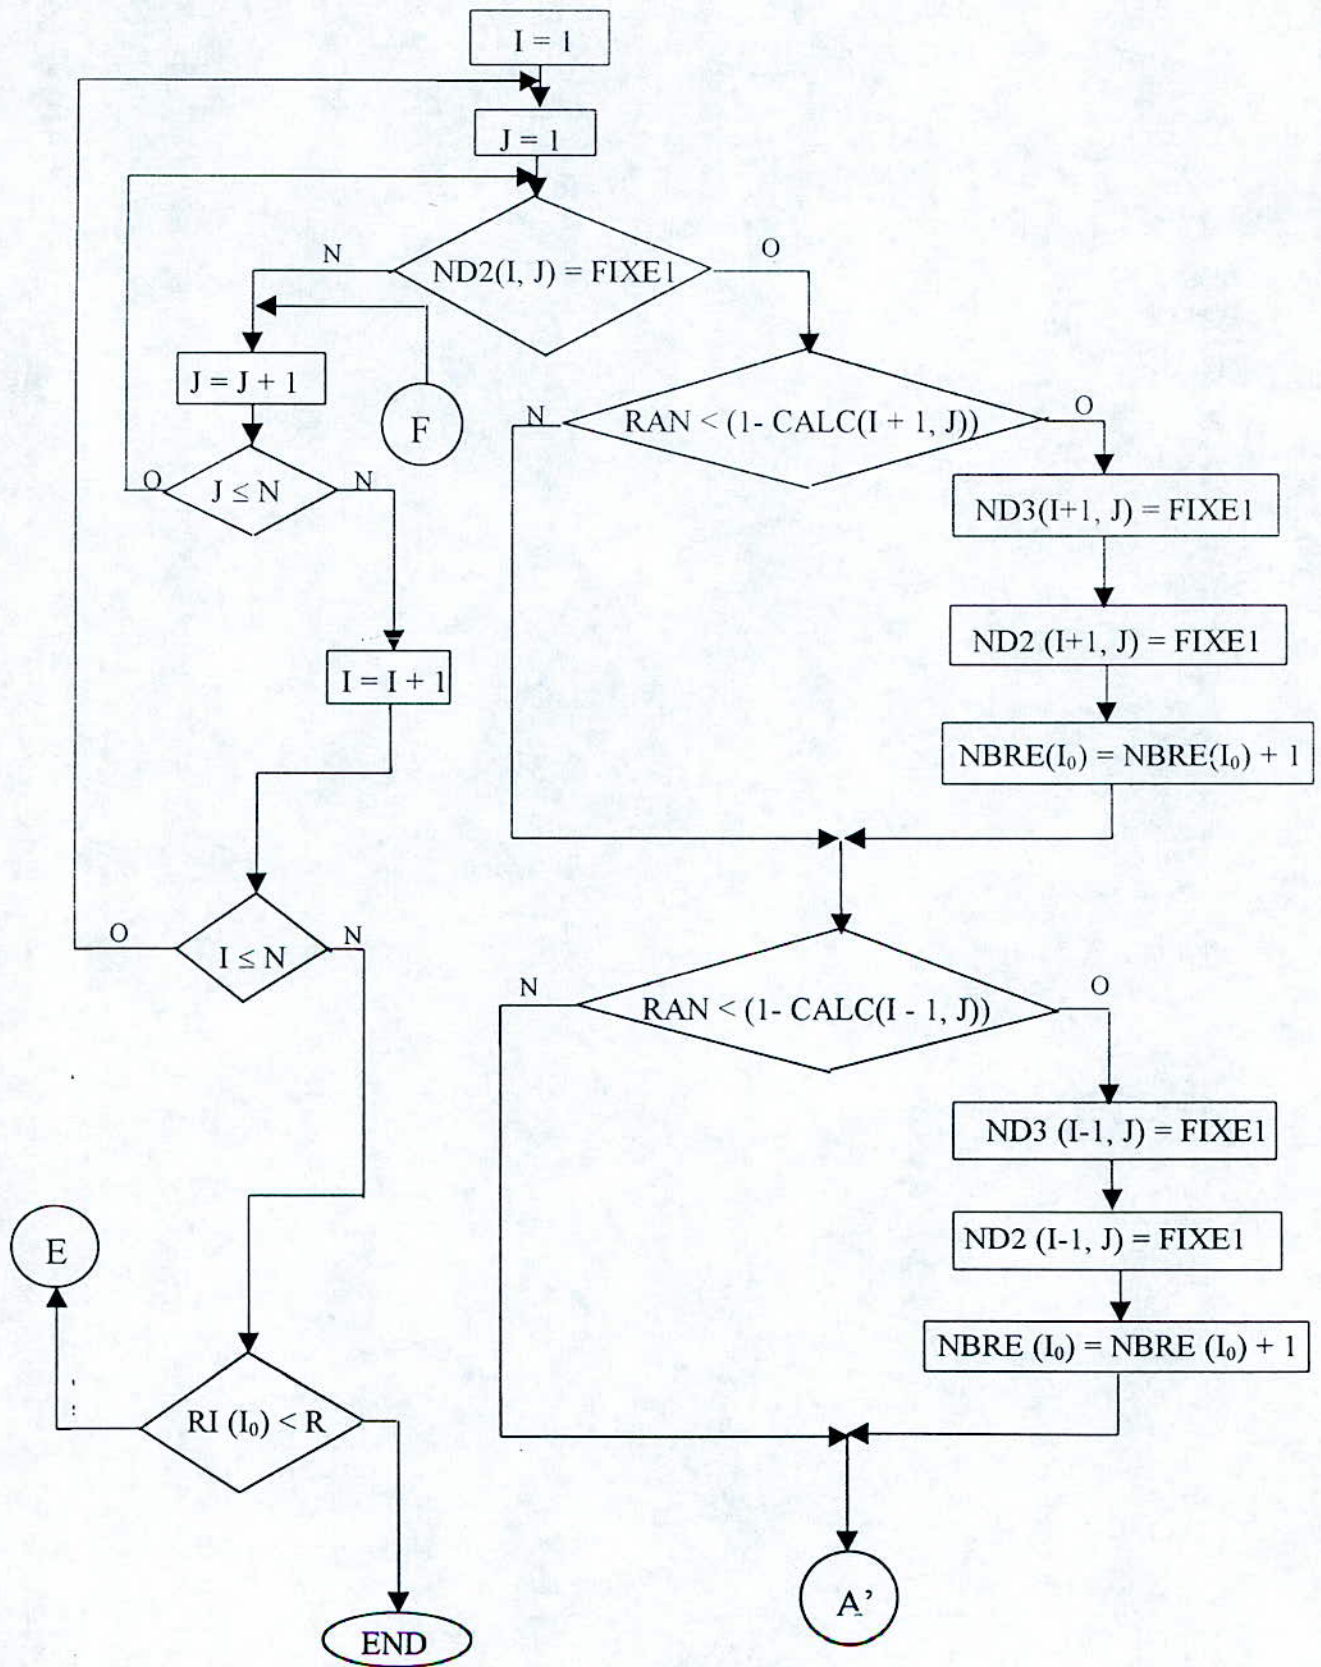 I = 1
J = 1
N
ND2(I, J) = FIXE1
O
J = J + 1
F
N
RAN < (1- CALC(I + 1, J))
O
O
J ≤ N
N
ND3(I+1, J) = FIXE1
ND2 (I+1, J) = FIXE1
I = I + 1
NBRE(I₀) = NBRE(I₀) + 1
O
I ≤ N
N
N
RAN < (1- CALC(I - 1, J))
O
ND3 (I-1, J) = FIXE1
E
ND2 (I-1, J) = FIXE1
NBRE (I₀) = NBRE (I₀) + 1
RI (I₀) < R
A’
END